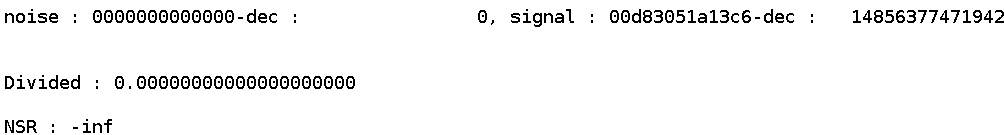 noise : 0000000000000-dec :                0, signal : 00d83051a13c6-dec :   14856377471942
Divided : 0.00000000000000000000
NSR : -inf